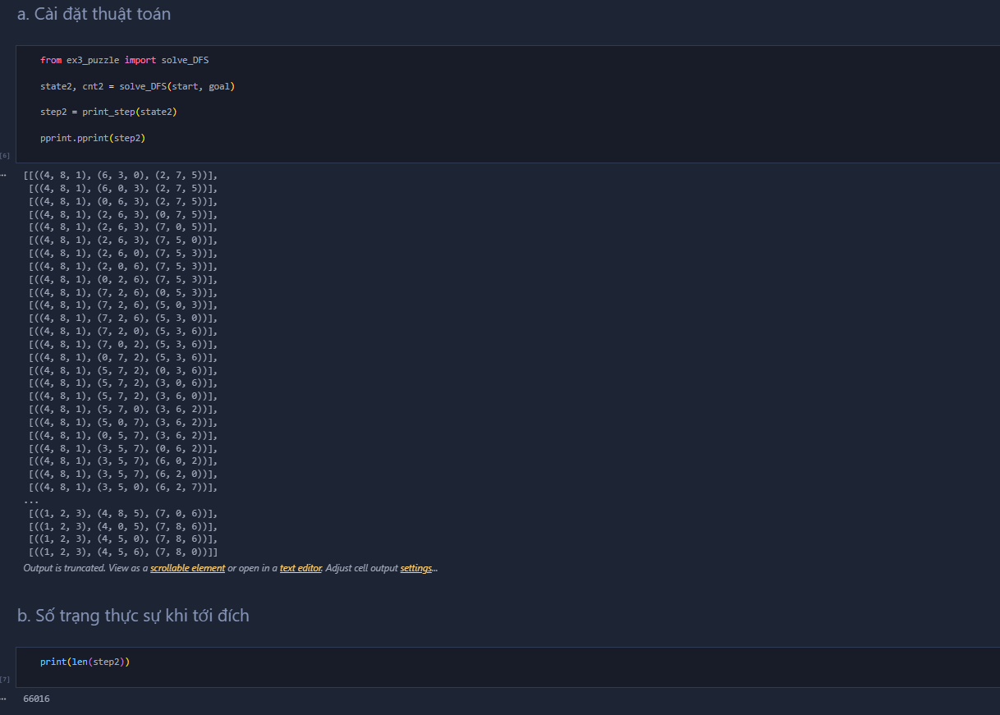 a. Cài đặt thuật toán
from ex3_puzzle import solve_DFS
state2, cnt2 = solve_DFS(start, goal)
step2 = print_step(state2)
pprint.pprint(step2)
[6]
... [[((4, 8, 1), (6, 3, 0), (2, 7, 5))],
[((4, 8, 1), (6, 0, 3), (2, 7, 5))],
[((4, 8, 1), (0, 6, 3), (2, 7, 5))],
[((4, 8, 1), (2, 6, 3), (0, 7, 5))],
[((4, 8, 1), (2, 6, 3), (7, 0, 5))],
[((4, 8, 1), (2, 6, 3), (7, 5, 0))],
[((4, 8, 1), (2, 6, 0), (7, 5, 3))],
[((4, 8, 1), (2, 0, 6), (7, 5, 3))],
[((4, 8, 1), (0, 2, 6), (7, 5, 3))],
[((4, 8, 1), (7, 2, 6), (0, 5, 3))],
[((4, 8, 1), (7, 2, 6), (5, 0, 3))],
[((4, 8, 1), (7, 2, 6), (5, 3, 0))],
[((4, 8, 1), (7, 2, 0), (5, 3, 6))],
[((4, 8, 1), (7, 0, 2), (5, 3, 6))],
[((4, 8, 1), (0, 7, 2), (5, 3, 6))],
[((4, 8, 1), (5, 7, 2), (0, 3, 6))],
[((4, 8, 1), (5, 7, 2), (3, 0, 6))],
[((4, 8, 1), (5, 7, 2), (3, 6, 0))],
[((4, 8, 1), (5, 7, 0), (3, 6, 2))],
[((4, 8, 1), (5, 0, 7), (3, 6, 2))],
[((4, 8, 1), (0, 5, 7), (3, 6, 2))],
[((4, 8, 1), (3, 5, 7), (0, 6, 2))],
[((4, 8, 1), (3, 5, 7), (6, 0, 2))],
[((4, 8, 1), (3, 5, 7), (6, 2, 0))],
[((4, 8, 1), (3, 5, 0), (6, 2, 7))],
...
[((1, 2, 3), (4, 8, 5), (7, 0, 6))],
[((1, 2, 3), (4, 0, 5), (7, 8, 6))],
[((1, 2, 3), (4, 5, 0), (7, 8, 6))],
[((1, 2, 3), (4, 5, 6), (7, 8, 0))]]
Output is truncated. View as a scrollable element or open in a text editor. Adjust cell output settings...
b. Số trạng thực sự khi tới đích
print(len(step2))
[7]
... 66016